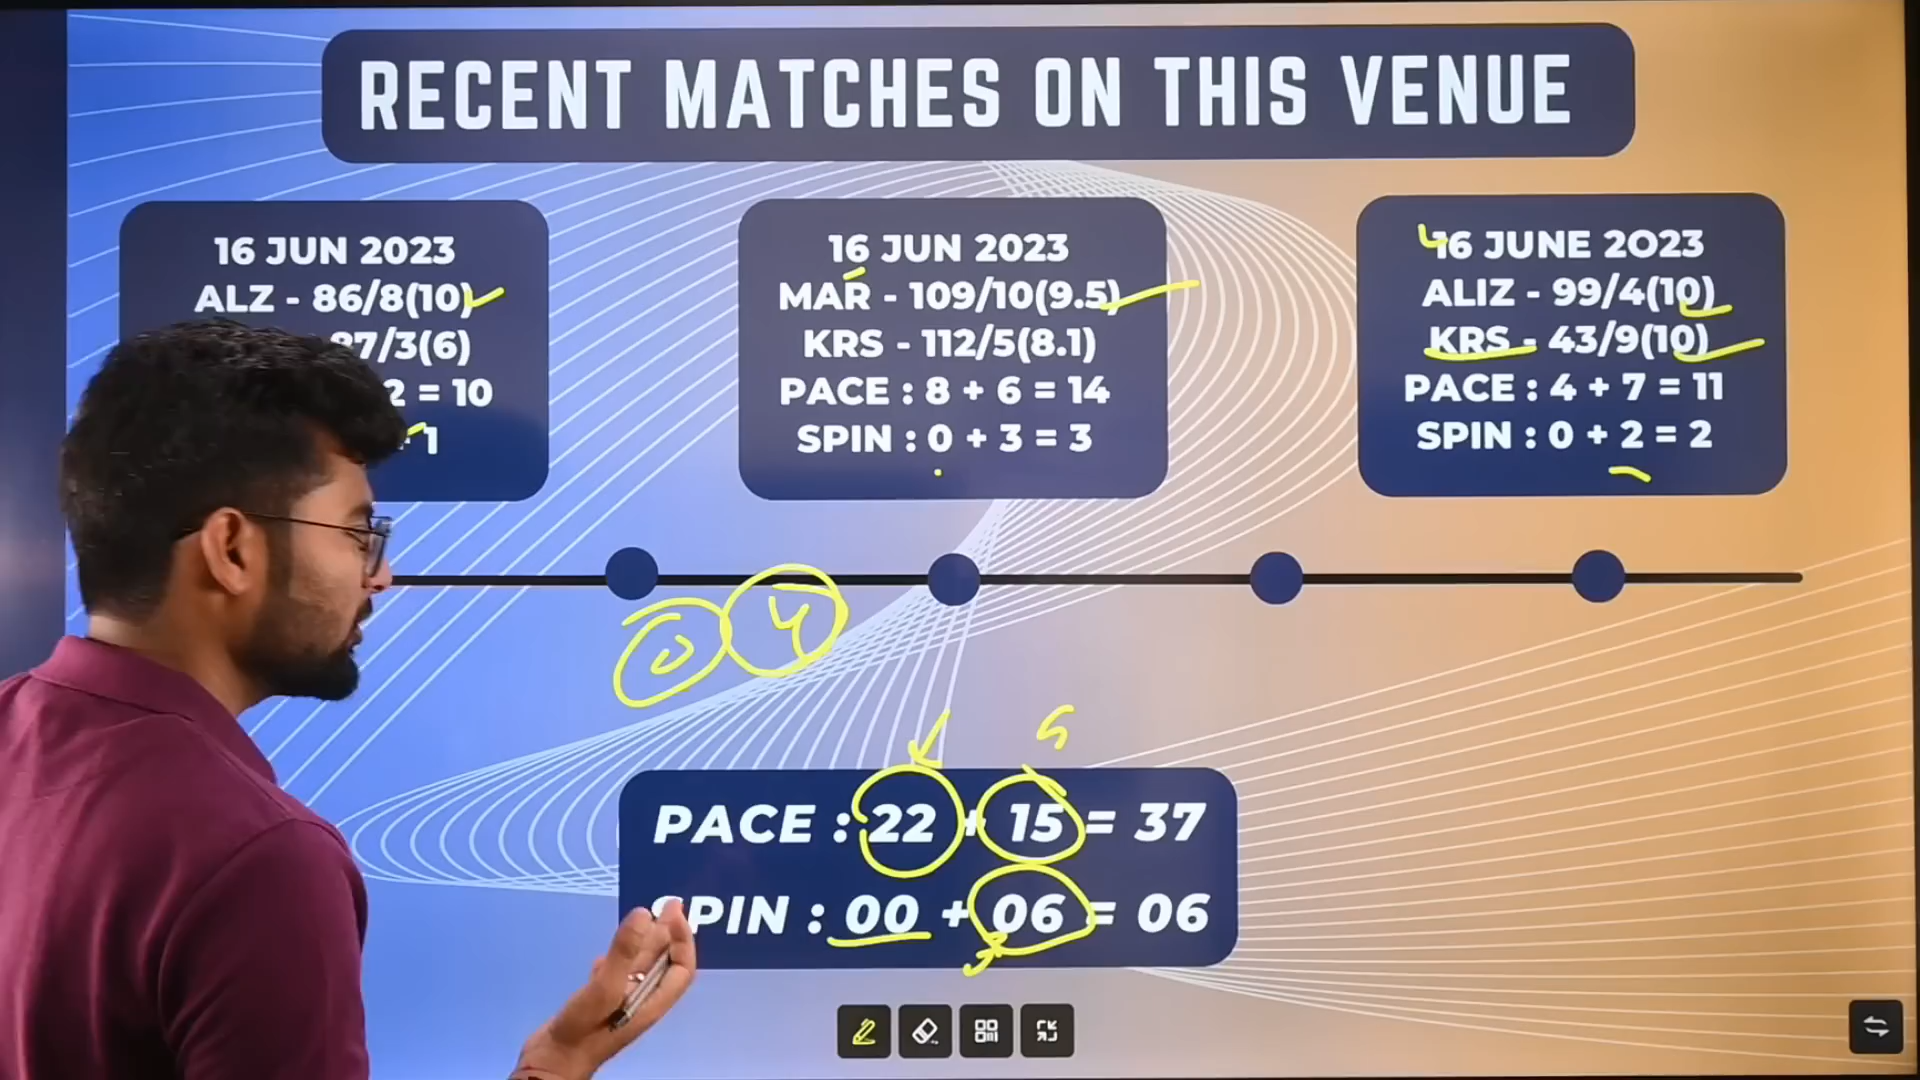 RECENT MATCHES ON THIS VENUE
16 JUN 2023
ALZ - 86/8(10)
87/3(6)
2 = 10
1
16 JUN 2023
MAR - 109/10(9.5)
KRS - 112/5(8.1)
PACE : 8 + 6 = 14
SPIN : 0 + 3 = 3
16 JUNE 2023
ALIZ - 99/4(10)
KRS - 43/9(10)
PACE : 4 + 7 = 11
SPIN : 0 + 2 = 2
4
PACE : 22 + 15 = 37
SPIN : 00 + 06 = 06